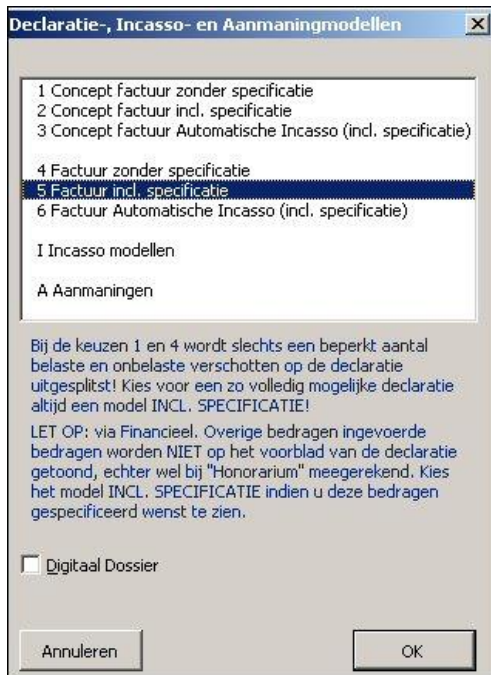 Declaratie-, Incasso- en Aanmaningmodellen
1 Concept factuur zonder specificatie
2 Concept factuur incl. specificatie
3 Concept factuur Automatische Incasso (incl. specificatie)
4 Factuur zonder specificatie
5 Factuur incl. specificatie
6 Factuur Automatische Incasso (incl. specificatie)
I Incasso modellen
A Aanmaningen
Bij de keuzen 1 en 4 wordt slechts een beperkt aantal
belaste en onbelaste verschotten op de declaratie
uitgesplitst! Kies voor een zo volledig mogelijke declaratie
altijd een model INCL. SPECIFICATIE!
LET OP: via Financieel. Overige bedragen ingevoerde
bedragen worden NIET op het voorblad van de declaratie
getoond, echter wel bij "Honorarium" meegerekend. Kies
het model INCL. SPECIFICATIE indien u deze bedragen
gespecificeerd wenst te zien.
Digitaal Dossier
Annuleren OK